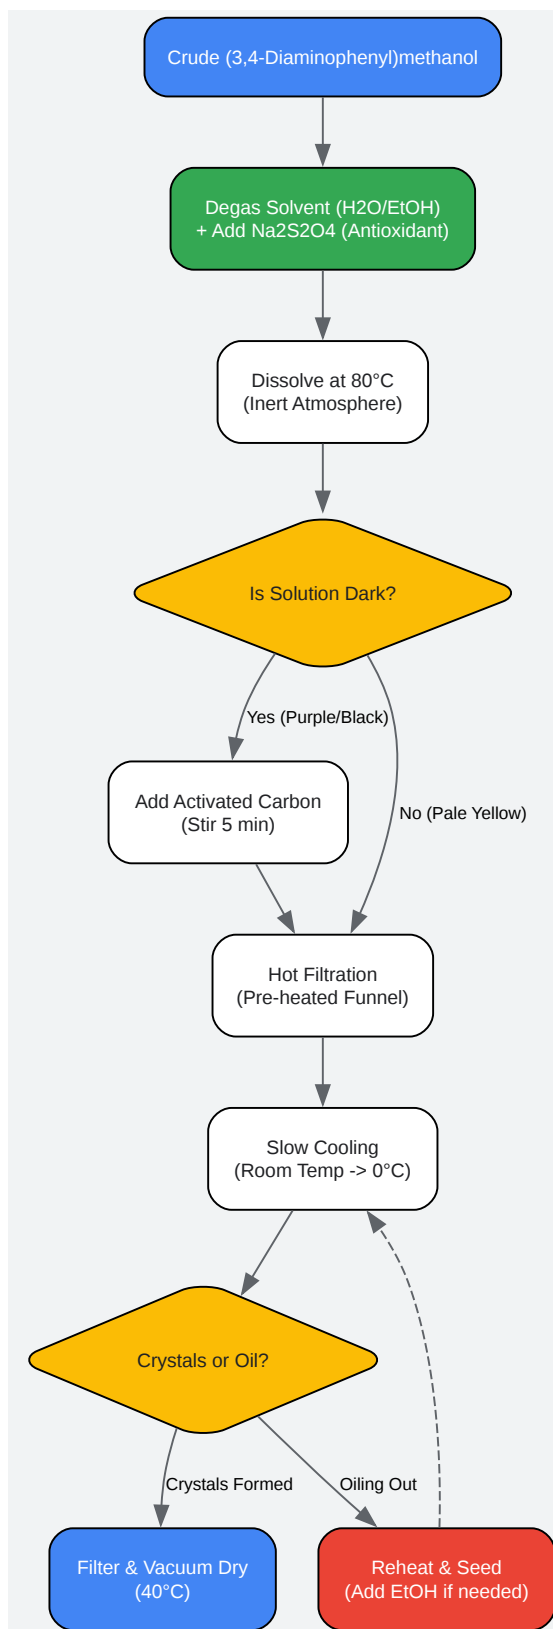 Crude (3,4-Diaminophenyl)methanol
Degas Solvent (H2O/EtOH)
+ Add Na2S2O4 (Antioxidant)
Dissolve at 80°C
(Inert Atmosphere)
Is Solution Dark?
Yes (Purple/Black)
Add Activated Carbon
(Stir 5 min)
No (Pale Yellow)
Hot Filtration
(Pre-heated Funnel)
Slow Cooling
(Room Temp -> 0°C)
Crystals or Oil?
Crystals Formed
Oiling Out
Filter & Vacuum Dry
(40°C)
Reheat & Seed
(Add EtOH if needed)